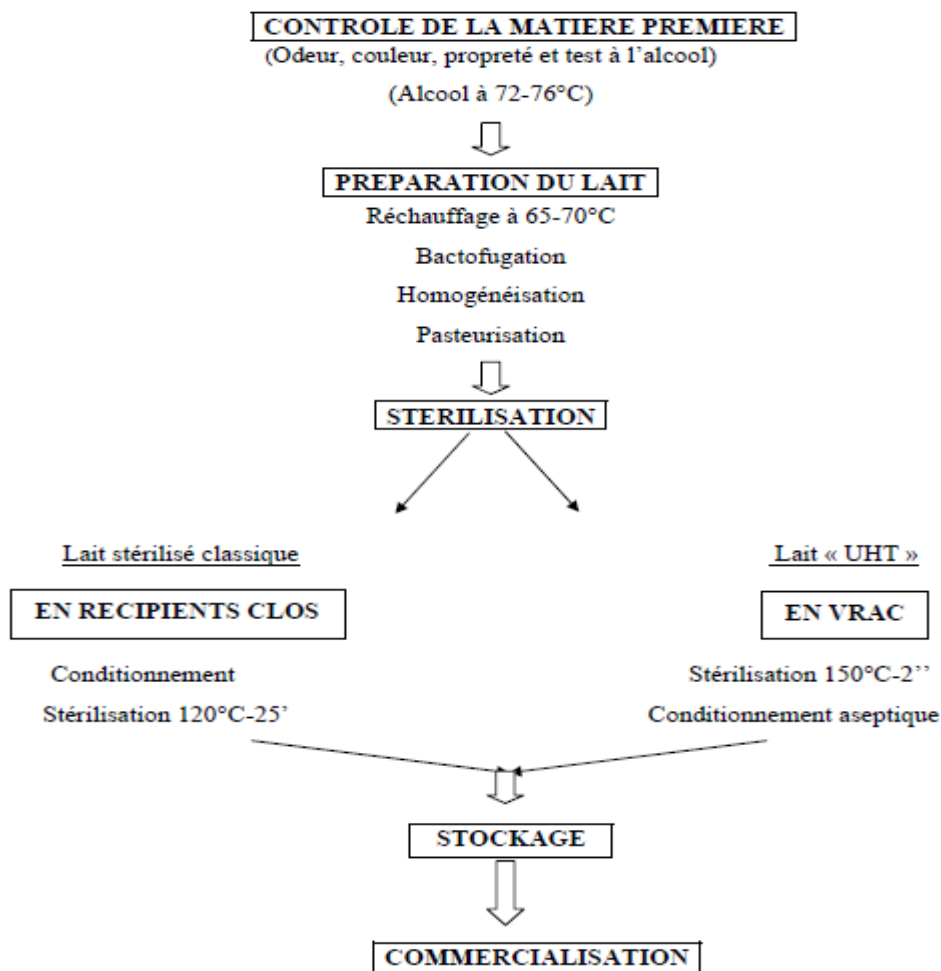 CONTROLE DE LA MATIERE PREMIERE
(Odeur, couleur, propreté et test à l'alcool)
(Alcool à 72-76°C)
PREPARATION DU LAIT
Réchauffage à 65-70°C
Bactofugation
Homogénéisation
Pasteurisation
STERILISATION
Lait stérilisé classique
Lait « UHT »
EN RECIPIENTS CLOS
EN VRAC
Conditionnement
Stérilisation 150°C-2’’
Stérilisation 120°C-25’
Conditionnement aseptique
STOCKAGE
COMMERCIALISATION